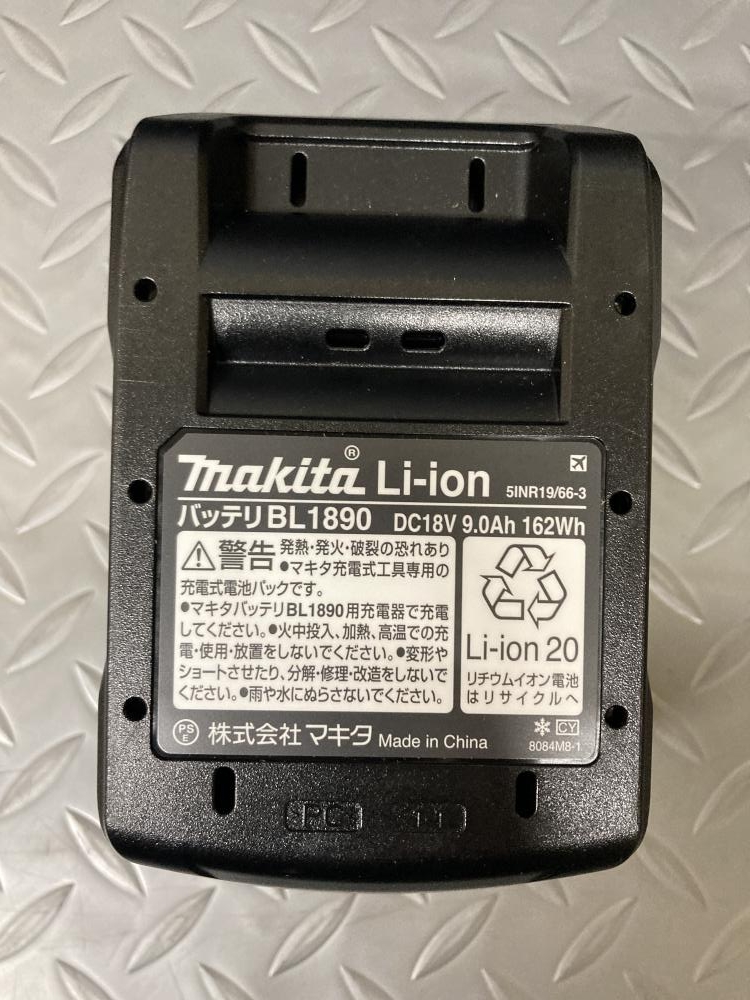 makita® Li-ion 5INR19/66-3
バッテリBL1890 DC18V 9.0Ah 162Wh
警告 発熱・発火・破裂の恐れあり
●マキタ充電式工具専用の
充電式電池パックです。
●マキタバッテリBL1890用充電器で充電
してください。●火中投入、加熱、高温での充
電・使用・放置をしないでください。●変形や
ショートさせたり、分解・修理・改造をしないで
ください。●雨や水にぬらさないでください。
Li-ion 20
リチウムイオン電池
はリサイクルへ
PS
E
株式会社マキタ Made in China
CY
8084M8-1
PC 11